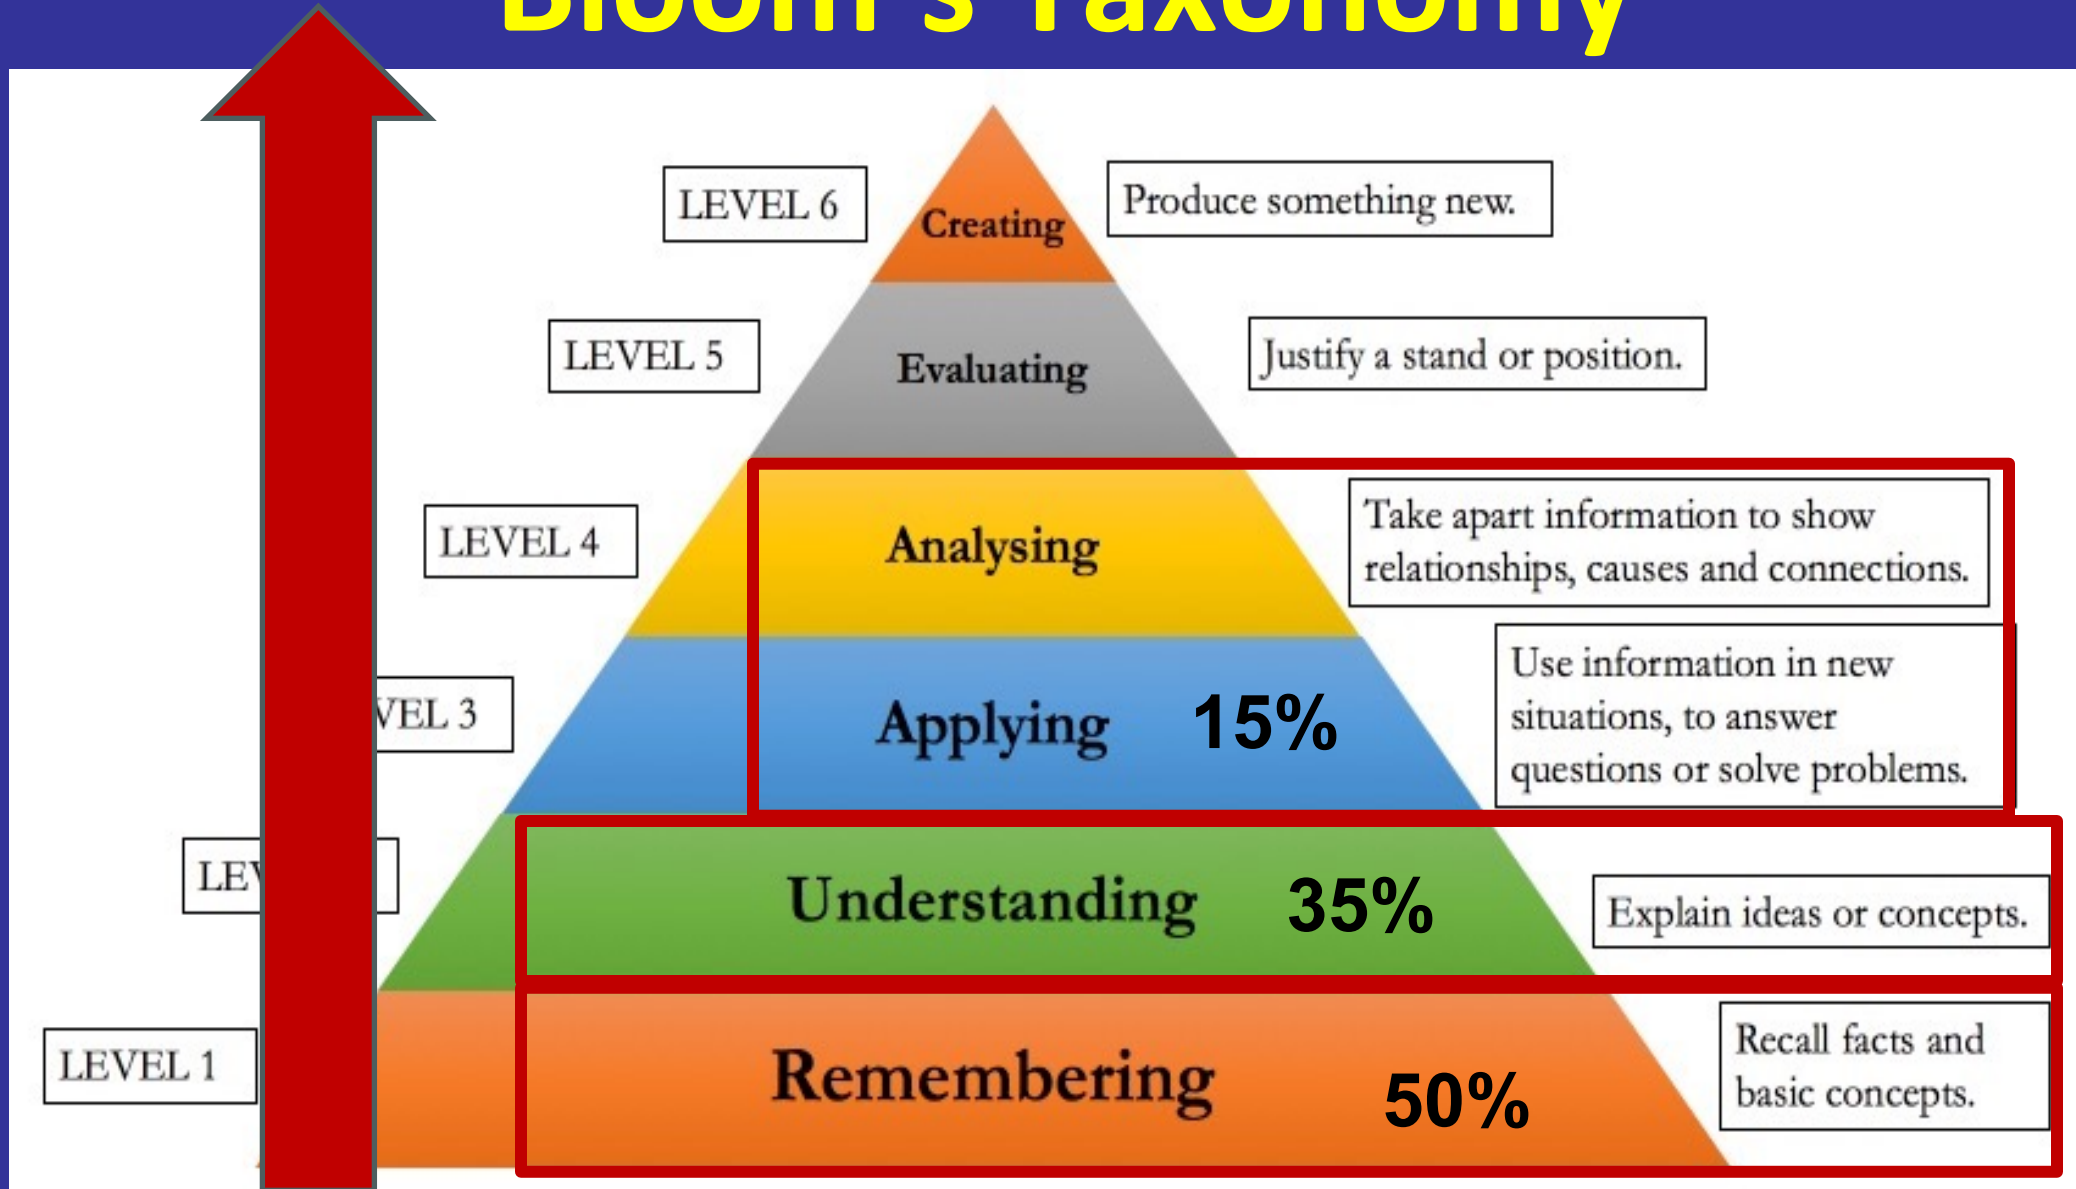 Bloom's Taxonomy
LEVEL 6
Creating
Produce something new.
LEVEL 5
Evaluating
Justify a stand or position.
LEVEL 4
Analysing
Take apart information to show
relationships, causes and connections.
VEL 3
Applying 15%
Use information in new
situations, to answer
questions or solve problems.
LEV
Understanding 35%
Explain ideas or concepts.
LEVEL 1
Remembering 50%
Recall facts and
basic concepts.